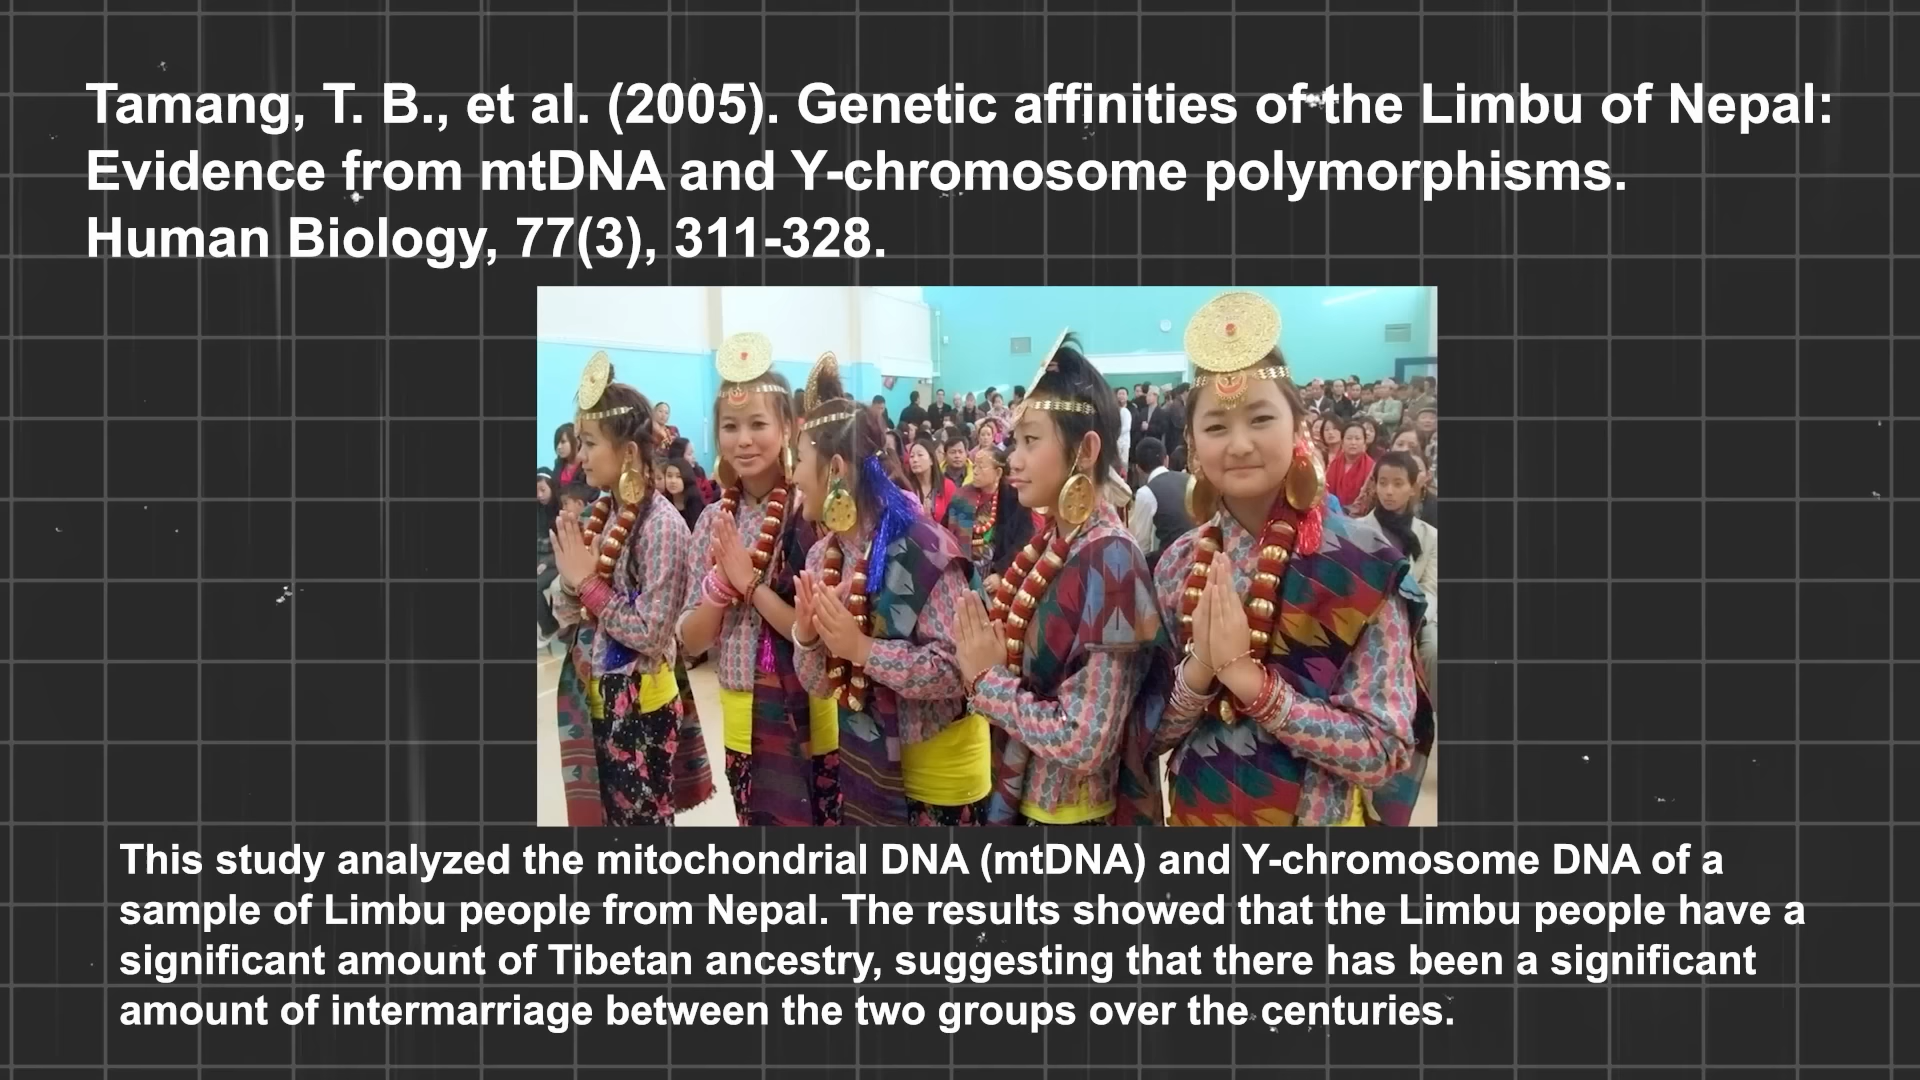 Tamang, T. B., et al. (2005). Genetic affinities of the Limbu of Nepal:
Evidence from mtDNA and Y-chromosome polymorphisms.
Human Biology, 77(3), 311-328.
This study analyzed the mitochondrial DNA (mtDNA) and Y-chromosome DNA of a
sample of Limbu people from Nepal. The results showed that the Limbu people have a
significant amount of Tibetan ancestry, suggesting that there has been a significant
amount of intermarriage between the two groups over the centuries.